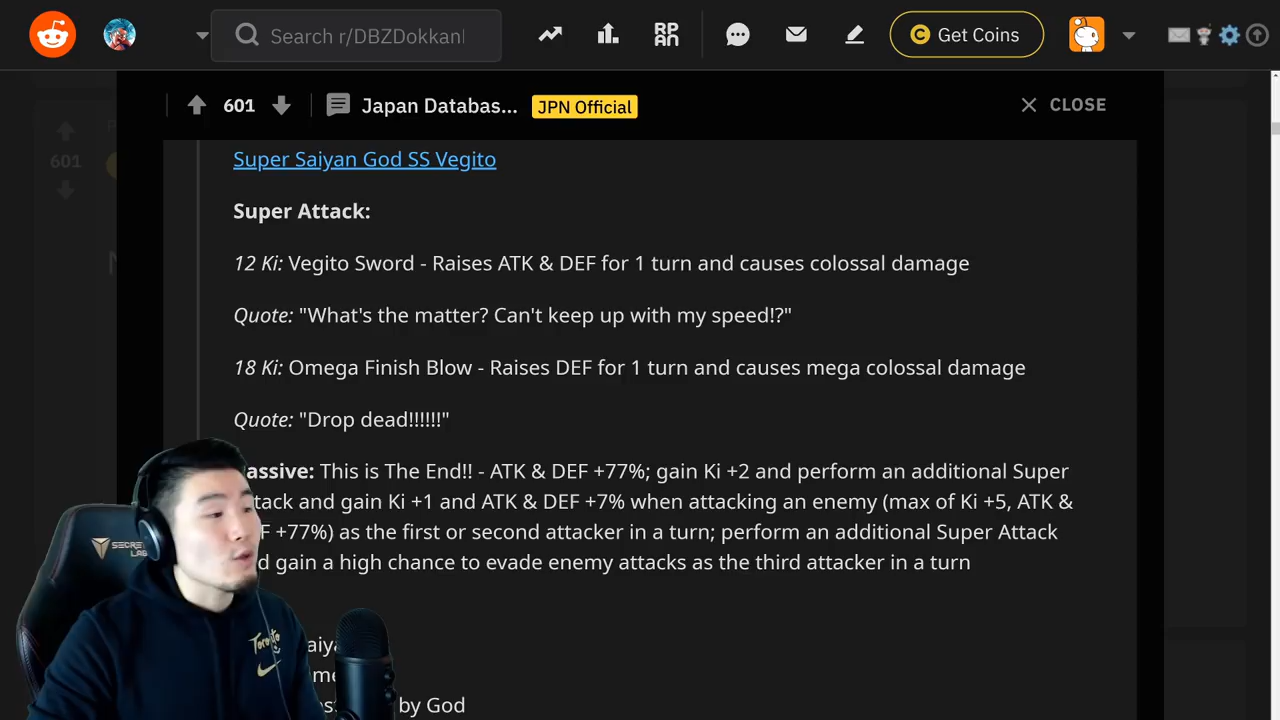 Search r/DBZDokkanl
RP
AN
C Get Coins
601
Japan Databas...
JPN Official
CLOSE
601
Super Saiyan God SS Vegito
Super Attack:
12 Ki: Vegito Sword - Raises ATK & DEF for 1 turn and causes colossal damage
Quote: "What's the matter? Can't keep up with my speed!?"
18 Ki: Omega Finish Blow - Raises DEF for 1 turn and causes mega colossal damage
Quote: "Drop dead!!!!!!"
assive: This is The End!! - ATK & DEF +77%; gain Ki +2 and perform an additional Super
ttack and gain Ki +1 and ATK & DEF +7% when attacking an enemy (max of Ki +5, ATK &
F +77%) as the first or second attacker in a turn; perform an additional Super Attack
d gain a high chance to evade enemy attacks as the third attacker in a turn
by God
SECRET
LAB
Toronto